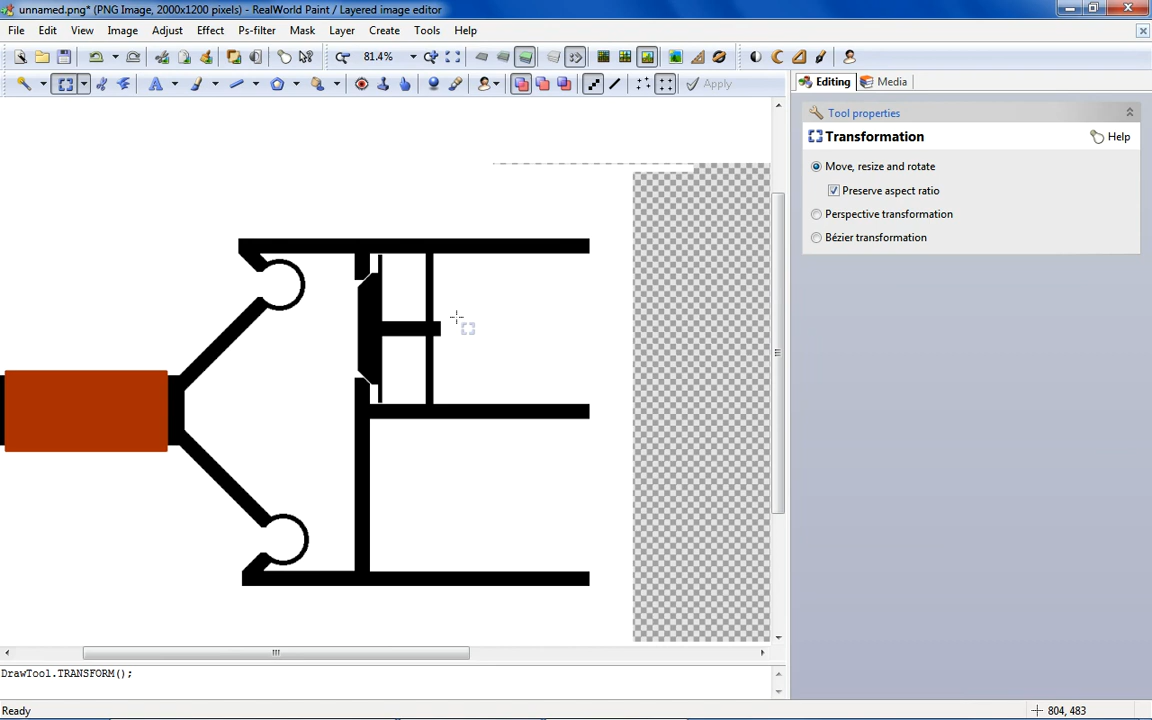 unnamed.png* (PNG Image, 2000x1200 pixels) - RealWorld Paint / Layered image editor
File Edit View Image Adjust Effect Ps-filter Mask Layer Create Tools Help
81.4%
Apply
Editing Media
Tool properties
Transformation Help
Move, resize and rotate
Preserve aspect ratio
Perspective transformation
Bézier transformation
DrawTool.TRANSFORM();
Ready 804, 483